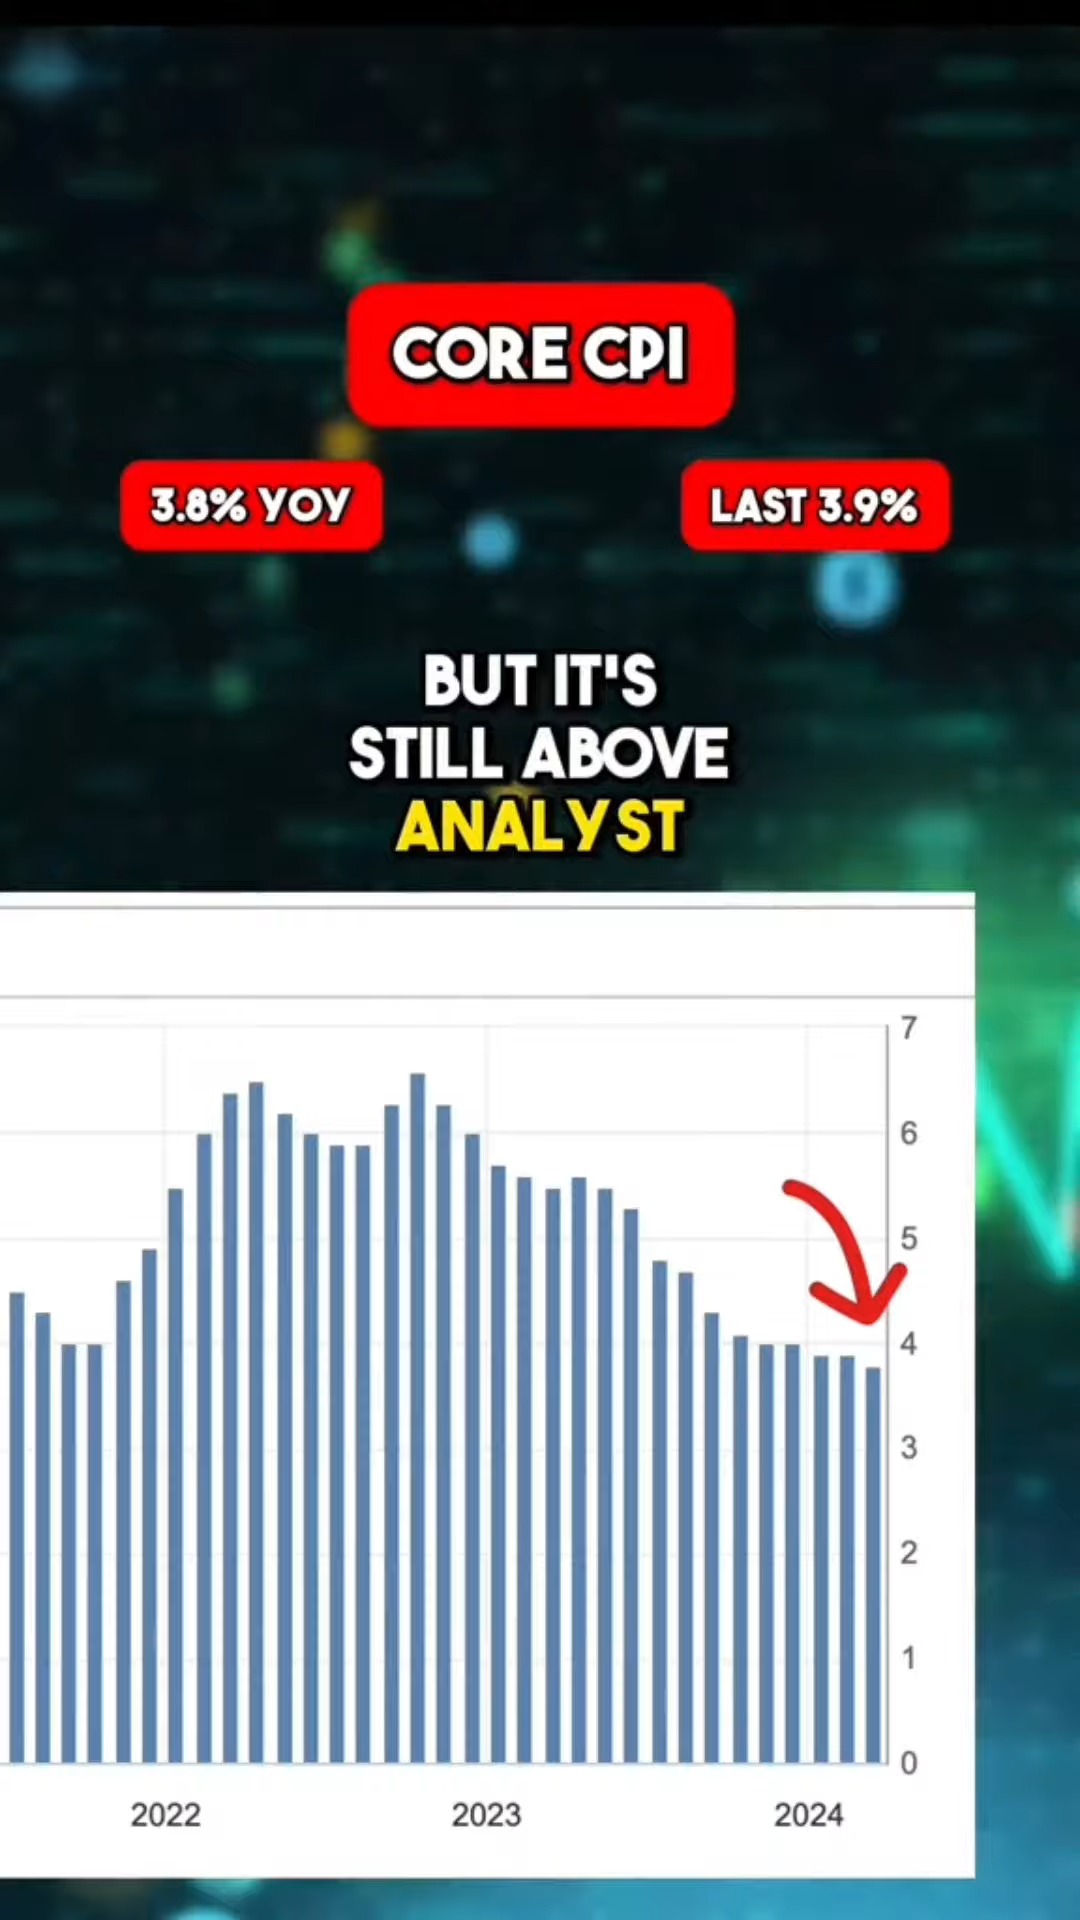 CORE CPI
3.8% YOY
LAST 3.9%
BUT IT'S
STILL ABOVE
ANALYST
7
6
5
4
3
2
1
0
2022
2023
2024